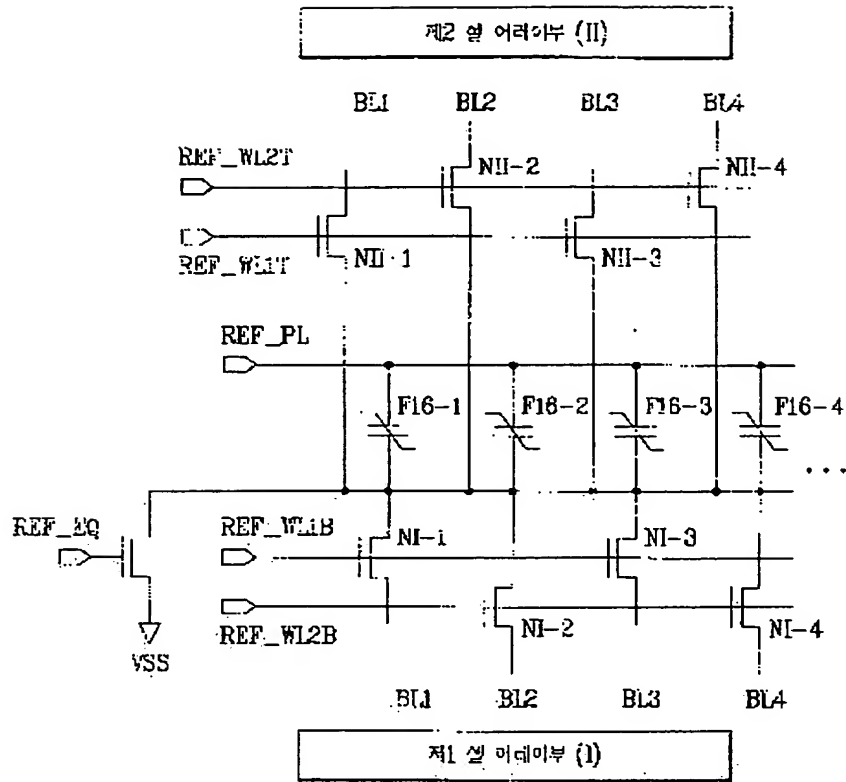 제2 셀 어레이부 (II)
BL1 BL2 BL3 BL4
REF_WL2T
NII-2 NII-4
REF_WL1T
NII-1 NII-3
REF_PL
F16-1 F16-2 F16-3 F16-4
...
REF_EQ
REF_WL1B
NI-1 NI-3
REF_WL2B
NI-2 NI-4
VSS
BL1 BL2 BL3 BL4
제1 셀 어레이부 (I)